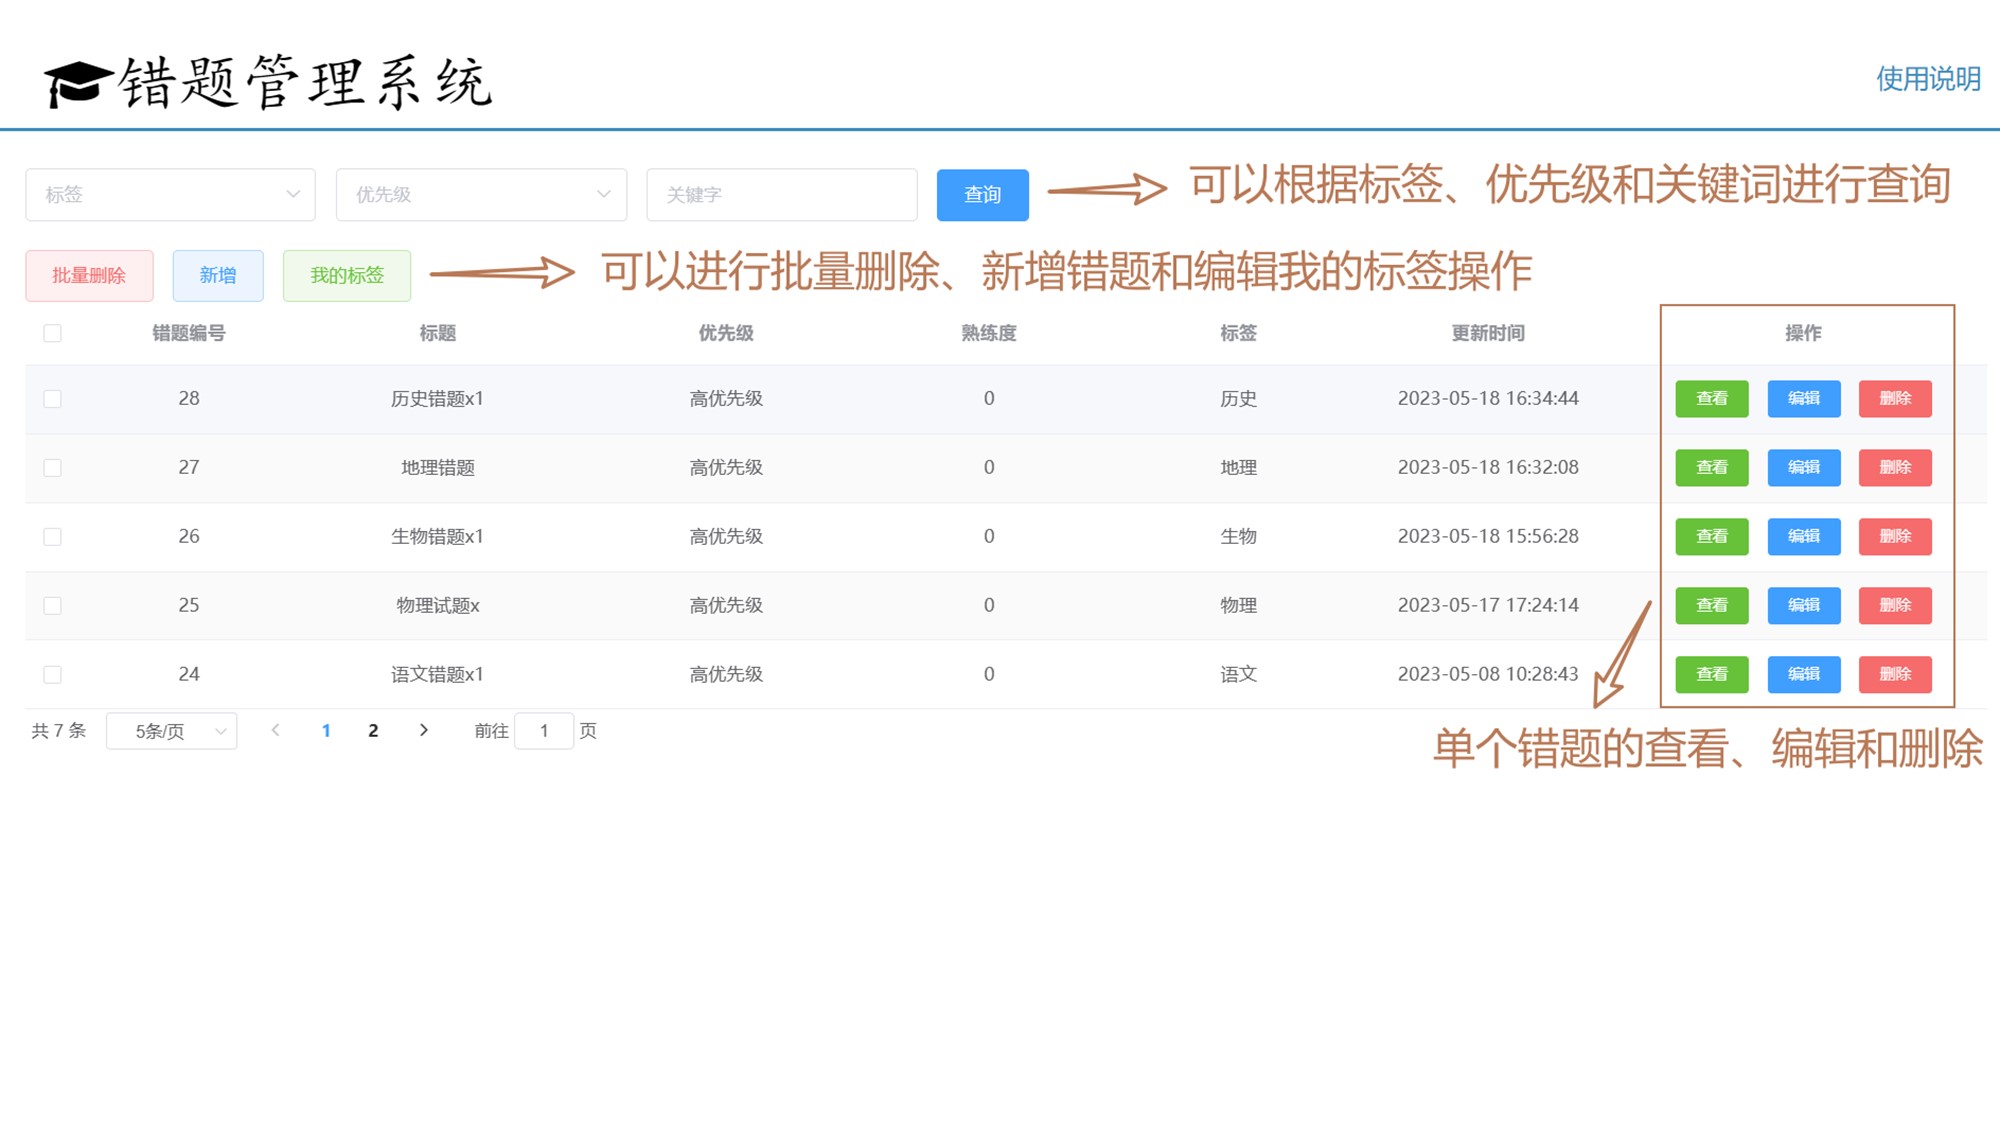 错题管理系统
使用说明
标签 优先级 关键字 查询 可以根据标签、优先级和关键词进行查询
批量删除 新增 我的标签 可以进行批量删除、新增错题和编辑我的标签操作
错题编号 标题 优先级 熟练度 标签 更新时间 操作
28 历史错题x1 高优先级 0 历史 2023-05-18 16:34:44 查看 编辑 删除
27 地理错题 高优先级 0 地理 2023-05-18 16:32:08 查看 编辑 删除
26 生物错题x1 高优先级 0 生物 2023-05-18 15:56:28 查看 编辑 删除
25 物理试题x 高优先级 0 物理 2023-05-17 17:24:14 查看 编辑 删除
24 语文错题x1 高优先级 0 语文 2023-05-08 10:28:43 查看 编辑 删除
共 7 条 5条/页 1 2 前往 1 页
单个错题的查看、编辑和删除